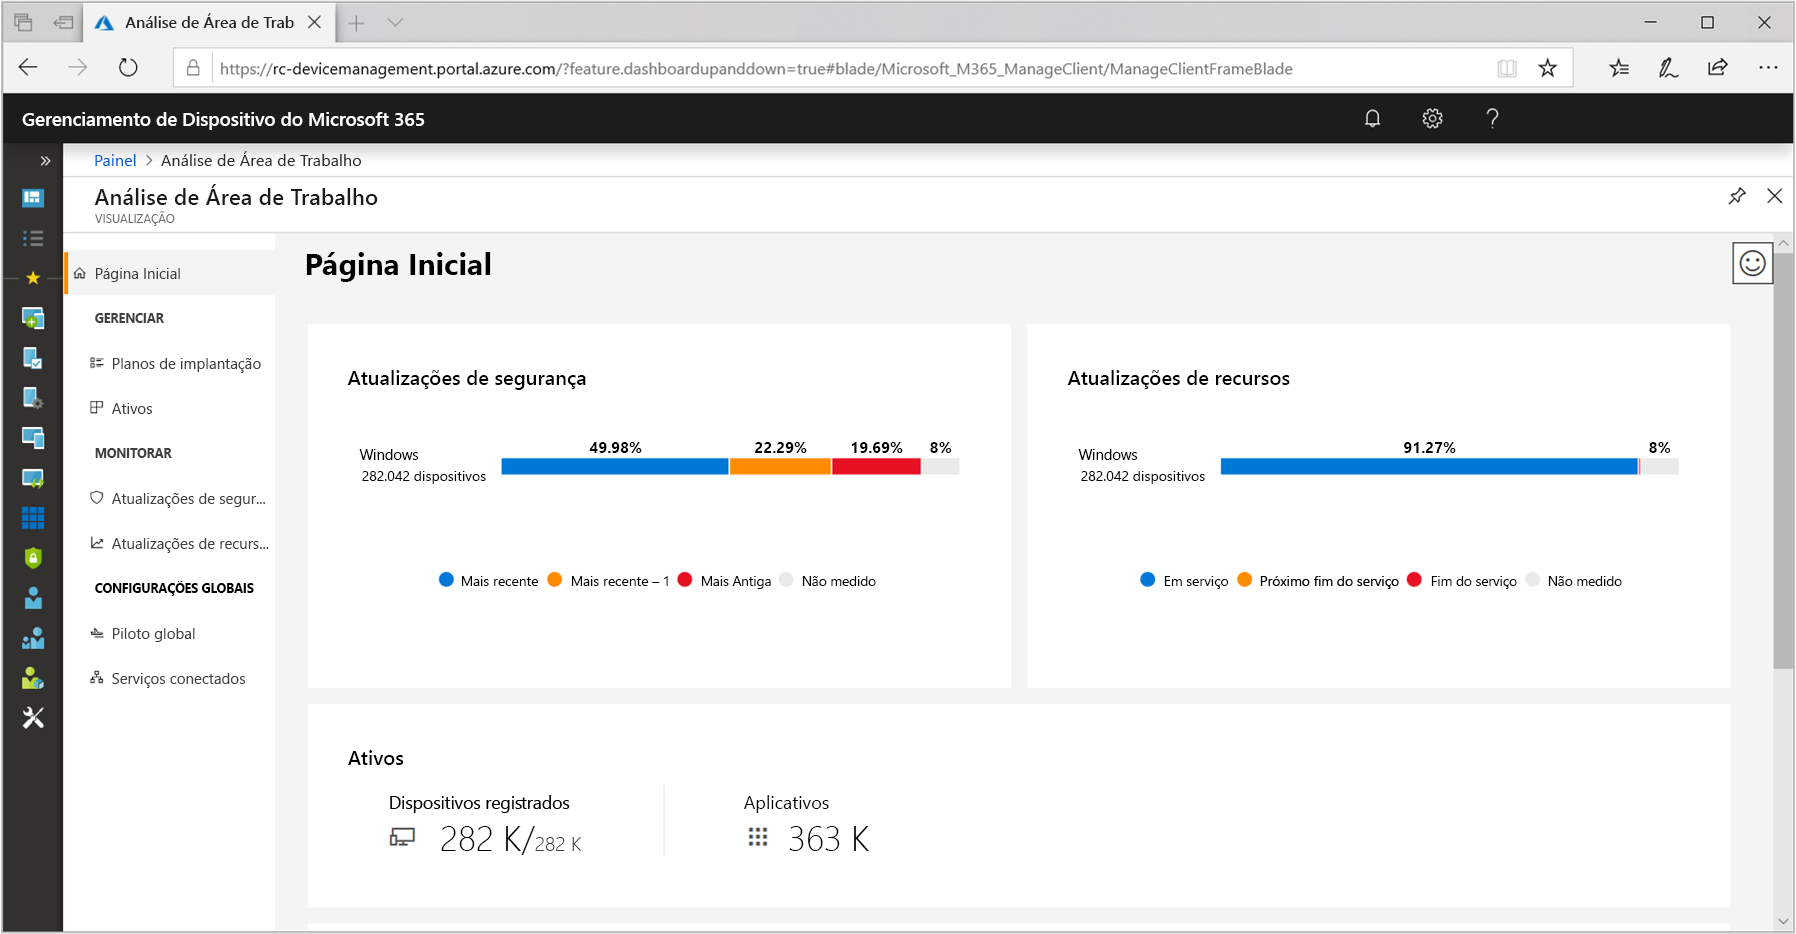 Análise de Área de Trab
https://rc-devicemanagement.portal.azure.com/?feature.dashboardupanddown=true#blade/Microsoft_M365_ManageClient/ManageClientFrameBlade
Gerenciamento de Dispositivo do Microsoft 365
Painel > Análise de Área de Trabalho
Análise de Área de Trabalho
VISUALIZAÇÃO
Página Inicial
GERENCIAR
Planos de implantação
Ativos
MONITORAR
Atualizações de segur...
Atualizações de recurs...
CONFIGURAÇÕES GLOBAIS
Piloto global
Serviços conectados
Página Inicial
Atualizações de segurança
49.98% 22.29% 19.69% 8%
Windows
282.042 dispositivos
Mais recente Mais recente – 1 Mais Antiga Não medido
Atualizações de recursos
91.27% 8%
Windows
282.042 dispositivos
Em serviço Próximo fim do serviço Fim do serviço Não medido
Ativos
Dispositivos registrados
282 K/282 K
Aplicativos
363 K